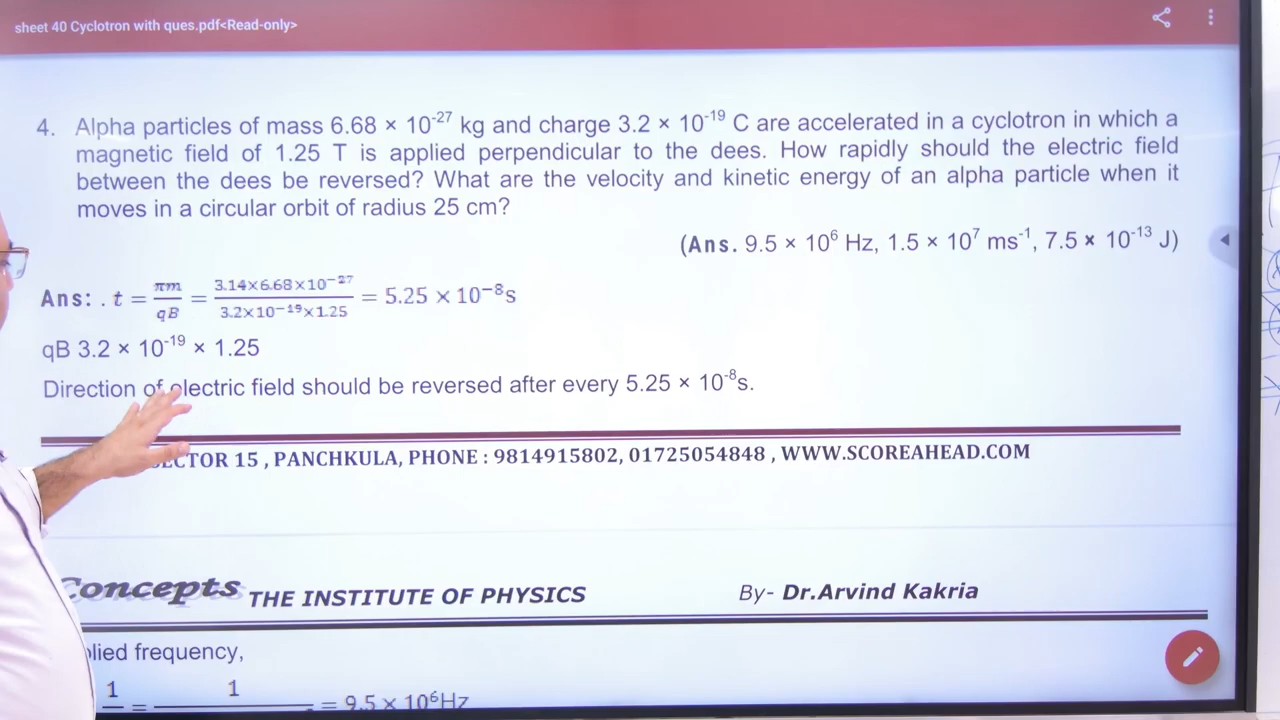 sheet 40 Cyclotron with ques.pdf<Read-only>
4. Alpha particles of mass 6.68 × 10⁻²⁷ kg and charge 3.2 × 10⁻¹⁹ C are accelerated in a cyclotron in which a
magnetic field of 1.25 T is applied perpendicular to the dees. How rapidly should the electric field
between the dees be reversed? What are the velocity and kinetic energy of an alpha particle when it
moves in a circular orbit of radius 25 cm?
(Ans. 9.5 × 10⁶ Hz, 1.5 × 10⁷ ms⁻¹, 7.5 × 10⁻¹³ J)
Ans: . t = πm/qB = 3.14×6.68×10⁻²⁷/3.2×10⁻¹⁹×1.25 = 5.25 × 10⁻⁸s
qB 3.2 × 10⁻¹⁹ × 1.25
Direction of electric field should be reversed after every 5.25 × 10⁻⁸s.
15 , PANCHKULA, PHONE : 9814915802, 01725054848 , WWW.SCOREAHEAD.COM
Concepts THE INSTITUTE OF PHYSICS By- Dr.Arvind Kakria
frequency,
1 = 1 = 9.5 × 10⁶Hz